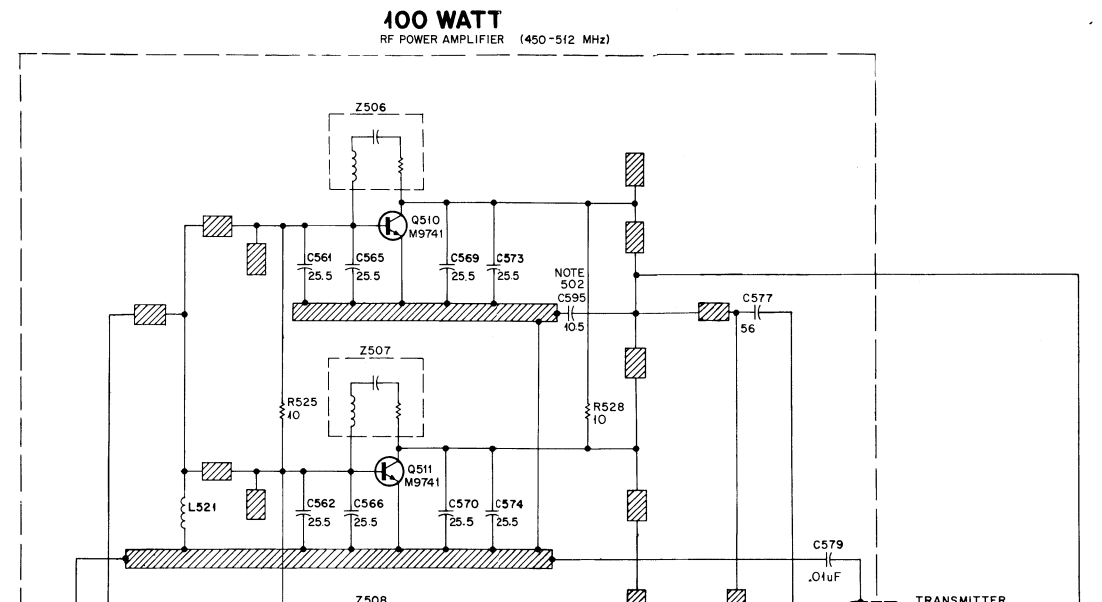 100 WATT
RF POWER AMPLIFIER (450-512 MHz)
Z506
Q510
M9741
C561
25.5
C565
25.5
C569
25.5
C573
25.5
NOTE
502
C595
10.5
C577
56
Z507
R525
10
R528
10
Q511
M9741
L521
C562
25.5
C566
25.5
C570
25.5
C574
25.5
C579
.01uF
Z508
TRANSMITTER